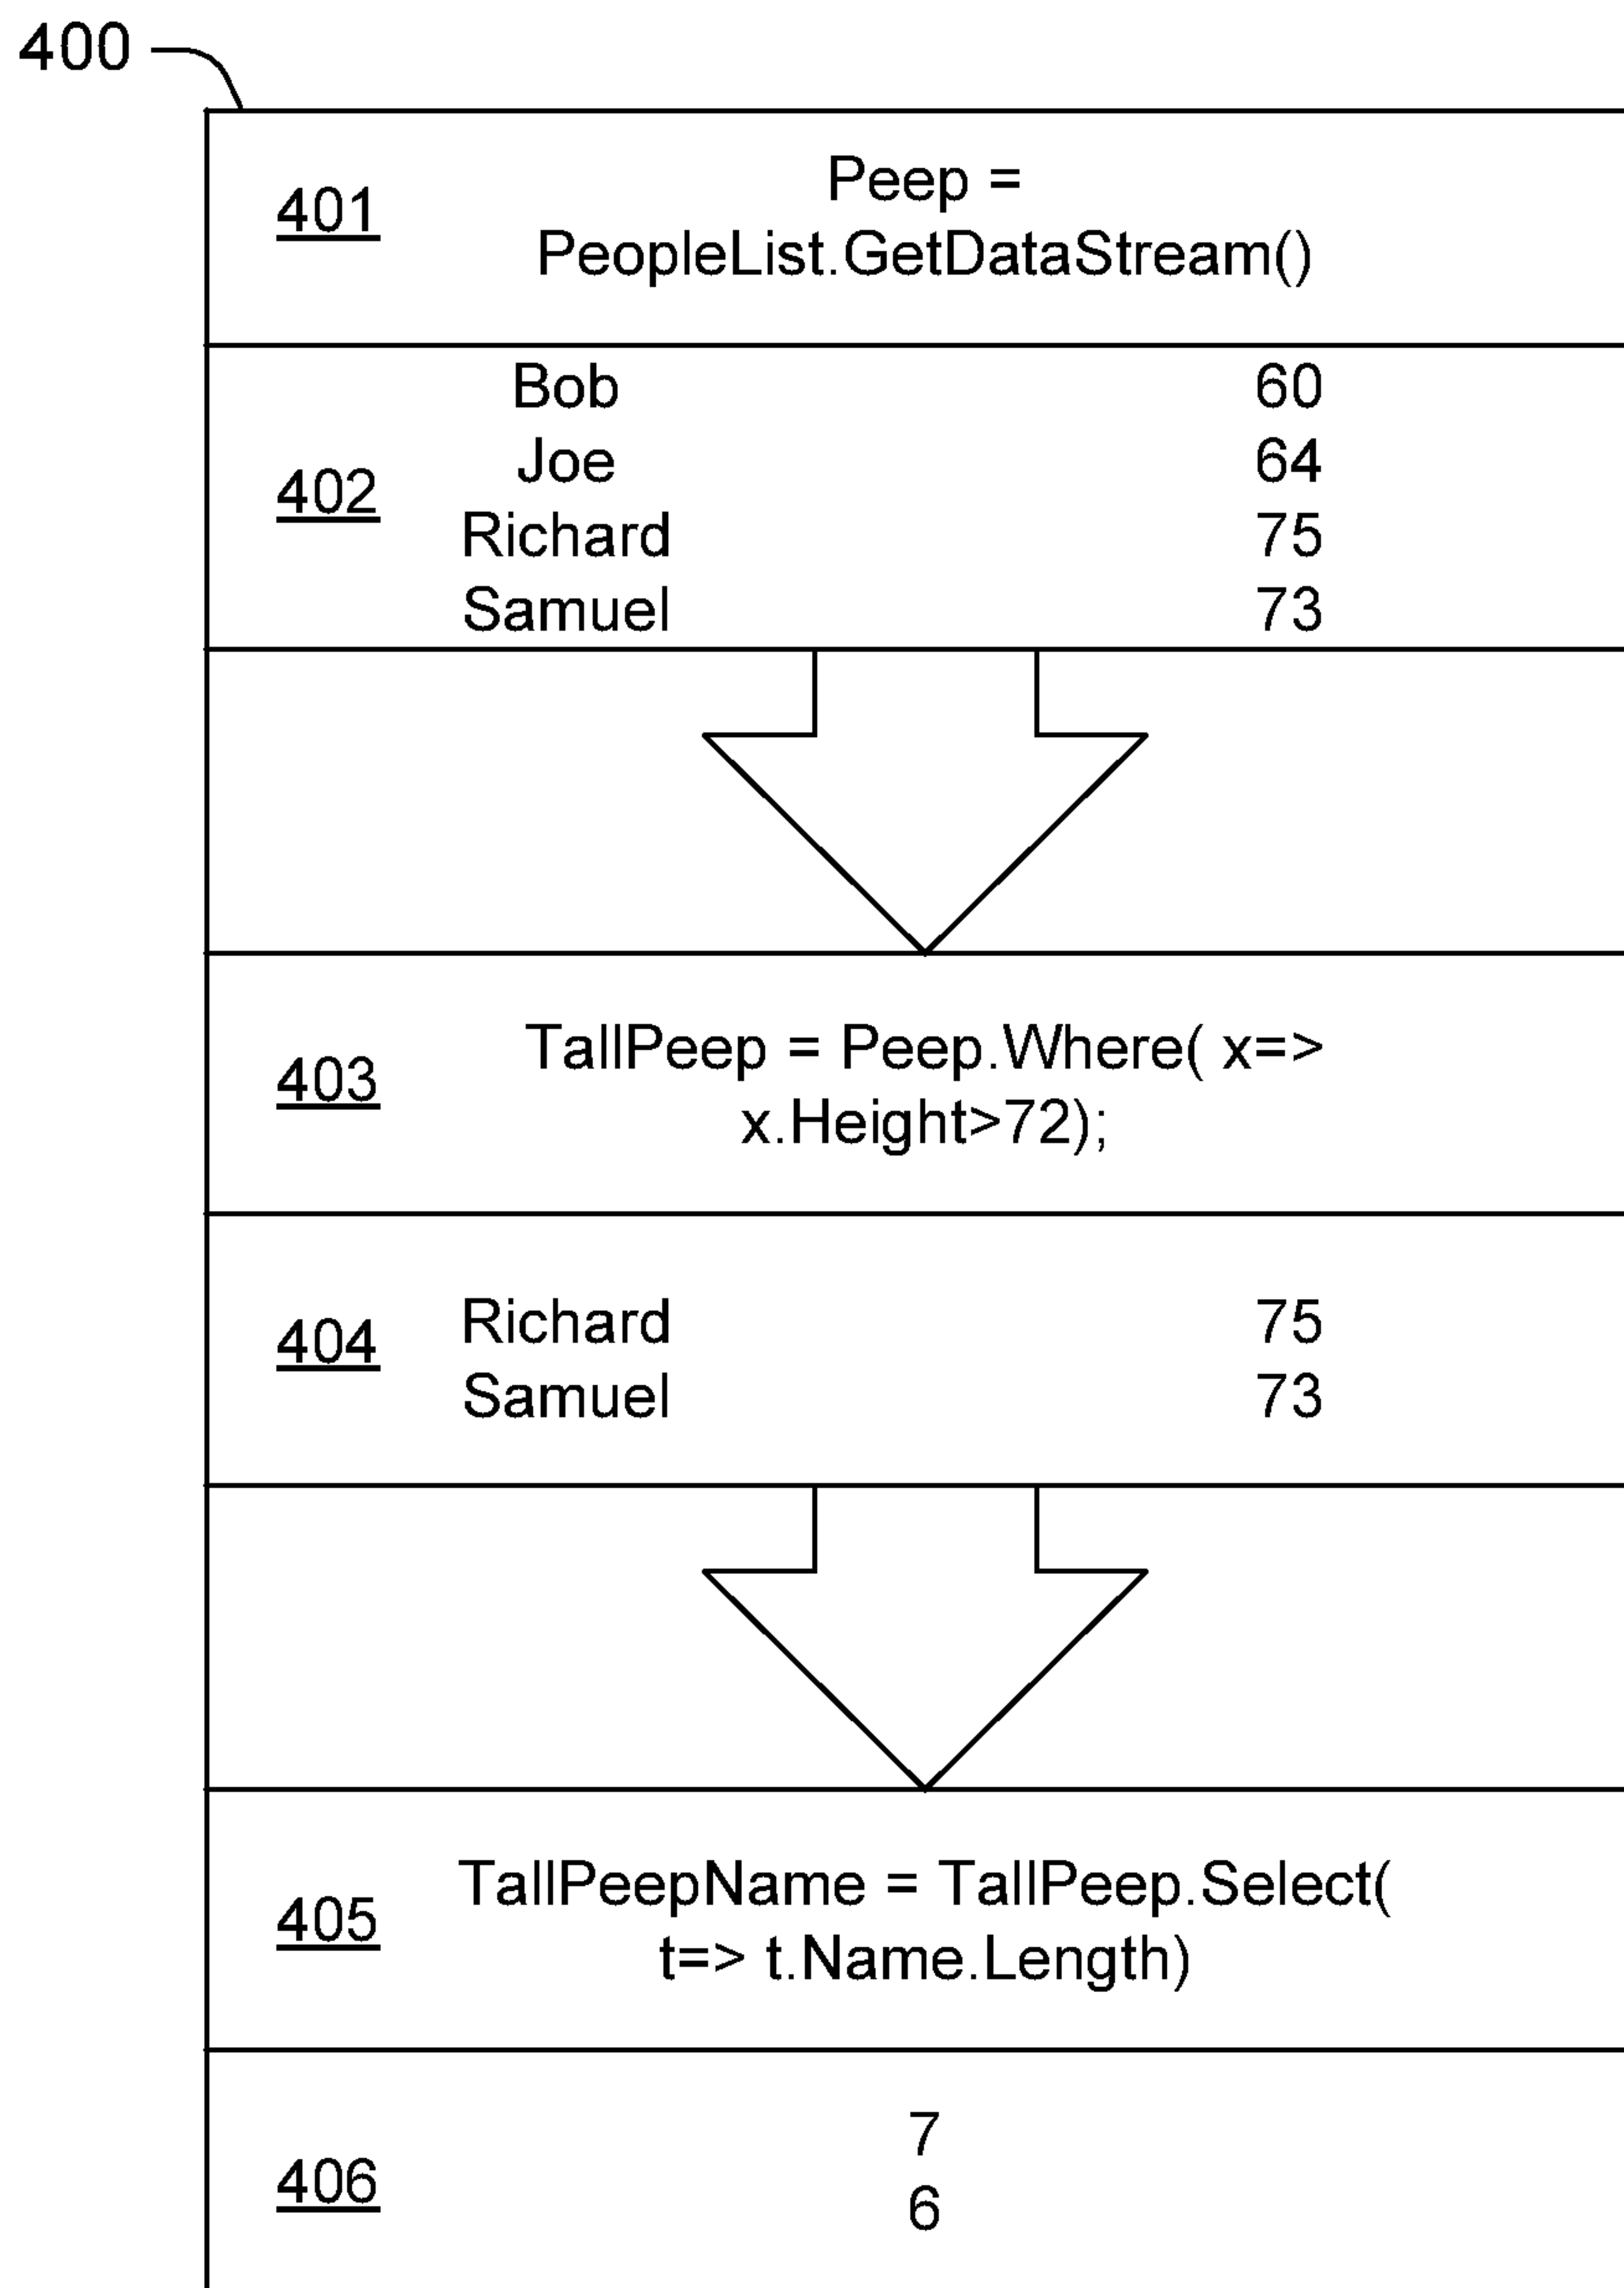 400
401
Peep =
PeopleList.GetDataStream()
402
Bob 60
Joe 64
Richard 75
Samuel 73
403
TallPeep = Peep.Where( x=>
x.Height>72);
404
Richard 75
Samuel 73
405
TallPeepName = TallPeep.Select(
t=> t.Name.Length)
406
7
6